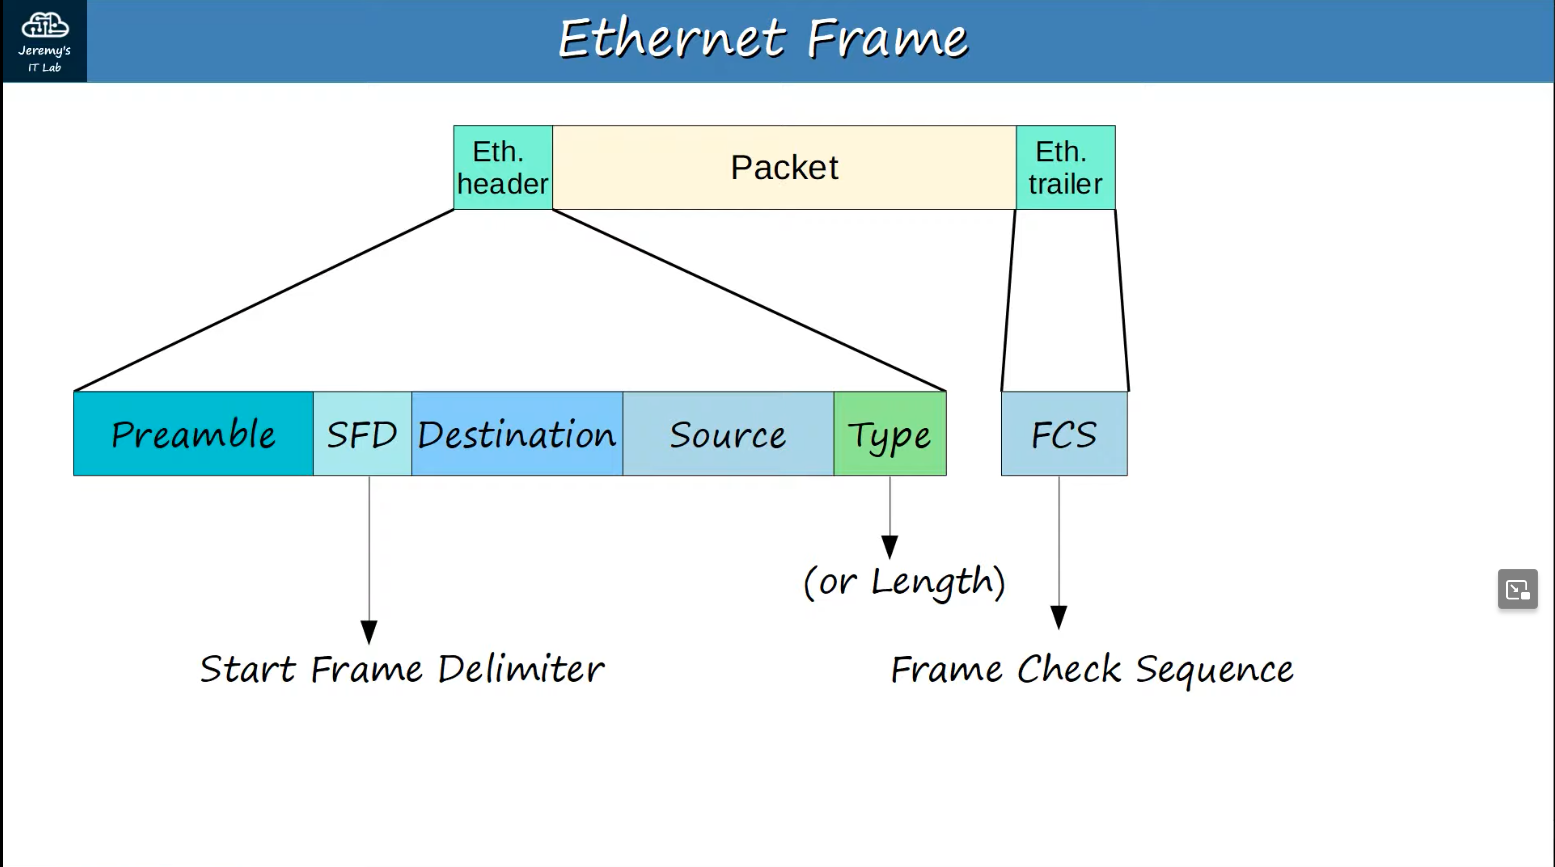 Jeremy's
IT Lab
Ethernet Frame
Eth.
header
Packet
Eth.
trailer
Preamble
SFD
Destination
Source
Type
FCS
(or Length)
Start Frame Delimiter
Frame Check Sequence